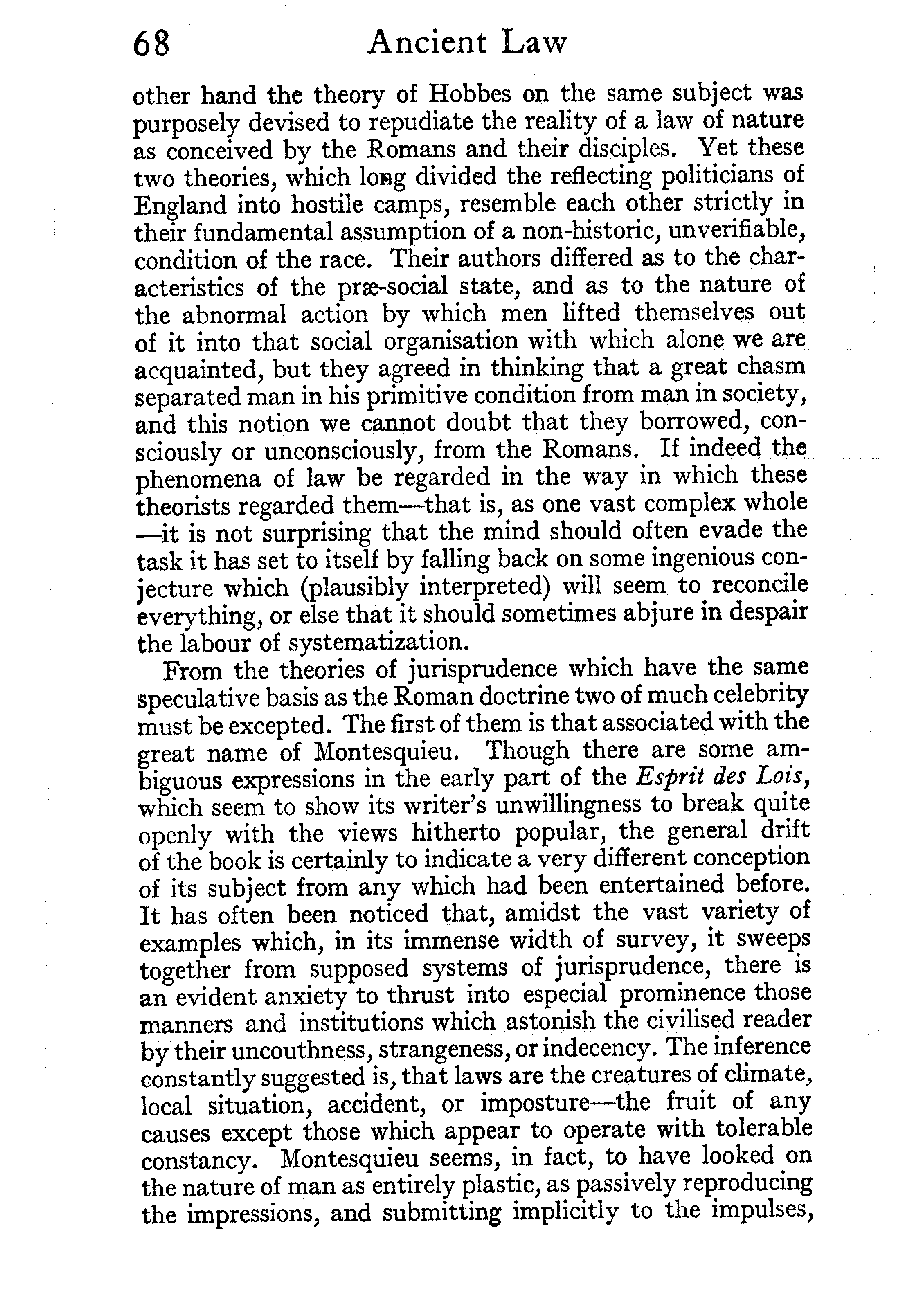 68 Ancient Law
other hand the theory of Hobbes on the same subject was
purposely devised to repudiate the reality of a law of nature
as conceived by the Romans and their disciples. Yet these
two theories, which long divided the reflecting politicians of
England into hostile camps, resemble each other strictly in
their fundamental assumption of a non-historic, unverifiable,
condition of the race. Their authors differed as to the char-
acteristics of the præ-social state, and as to the nature of
the abnormal action by which men lifted themselves out
of it into that social organisation with which alone we are
acquainted, but they agreed in thinking that a great chasm
separated man in his primitive condition from man in society,
and this notion we cannot doubt that they borrowed, con-
sciously or unconsciously, from the Romans. If indeed the
phenomena of law be regarded in the way in which these
theorists regarded them—that is, as one vast complex whole
—it is not surprising that the mind should often evade the
task it has set to itself by falling back on some ingenious con-
jecture which (plausibly interpreted) will seem to reconcile
everything, or else that it should sometimes abjure in despair
the labour of systematization.
From the theories of jurisprudence which have the same
speculative basis as the Roman doctrine two of much celebrity
must be excepted. The first of them is that associated with the
great name of Montesquieu. Though there are some am-
biguous expressions in the early part of the Esprit des Lois,
which seem to show its writer's unwillingness to break quite
openly with the views hitherto popular, the general drift
of the book is certainly to indicate a very different conception
of its subject from any which had been entertained before.
It has often been noticed that, amidst the vast variety of
examples which, in its immense width of survey, it sweeps
together from supposed systems of jurisprudence, there is
an evident anxiety to thrust into especial prominence those
manners and institutions which astonish the civilised reader
by their uncouthness, strangeness, or indecency. The inference
constantly suggested is, that laws are the creatures of climate,
local situation, accident, or imposture—the fruit of any
causes except those which appear to operate with tolerable
constancy. Montesquieu seems, in fact, to have looked on
the nature of man as entirely plastic, as passively reproducing
the impressions, and submitting implicitly to the impulses,